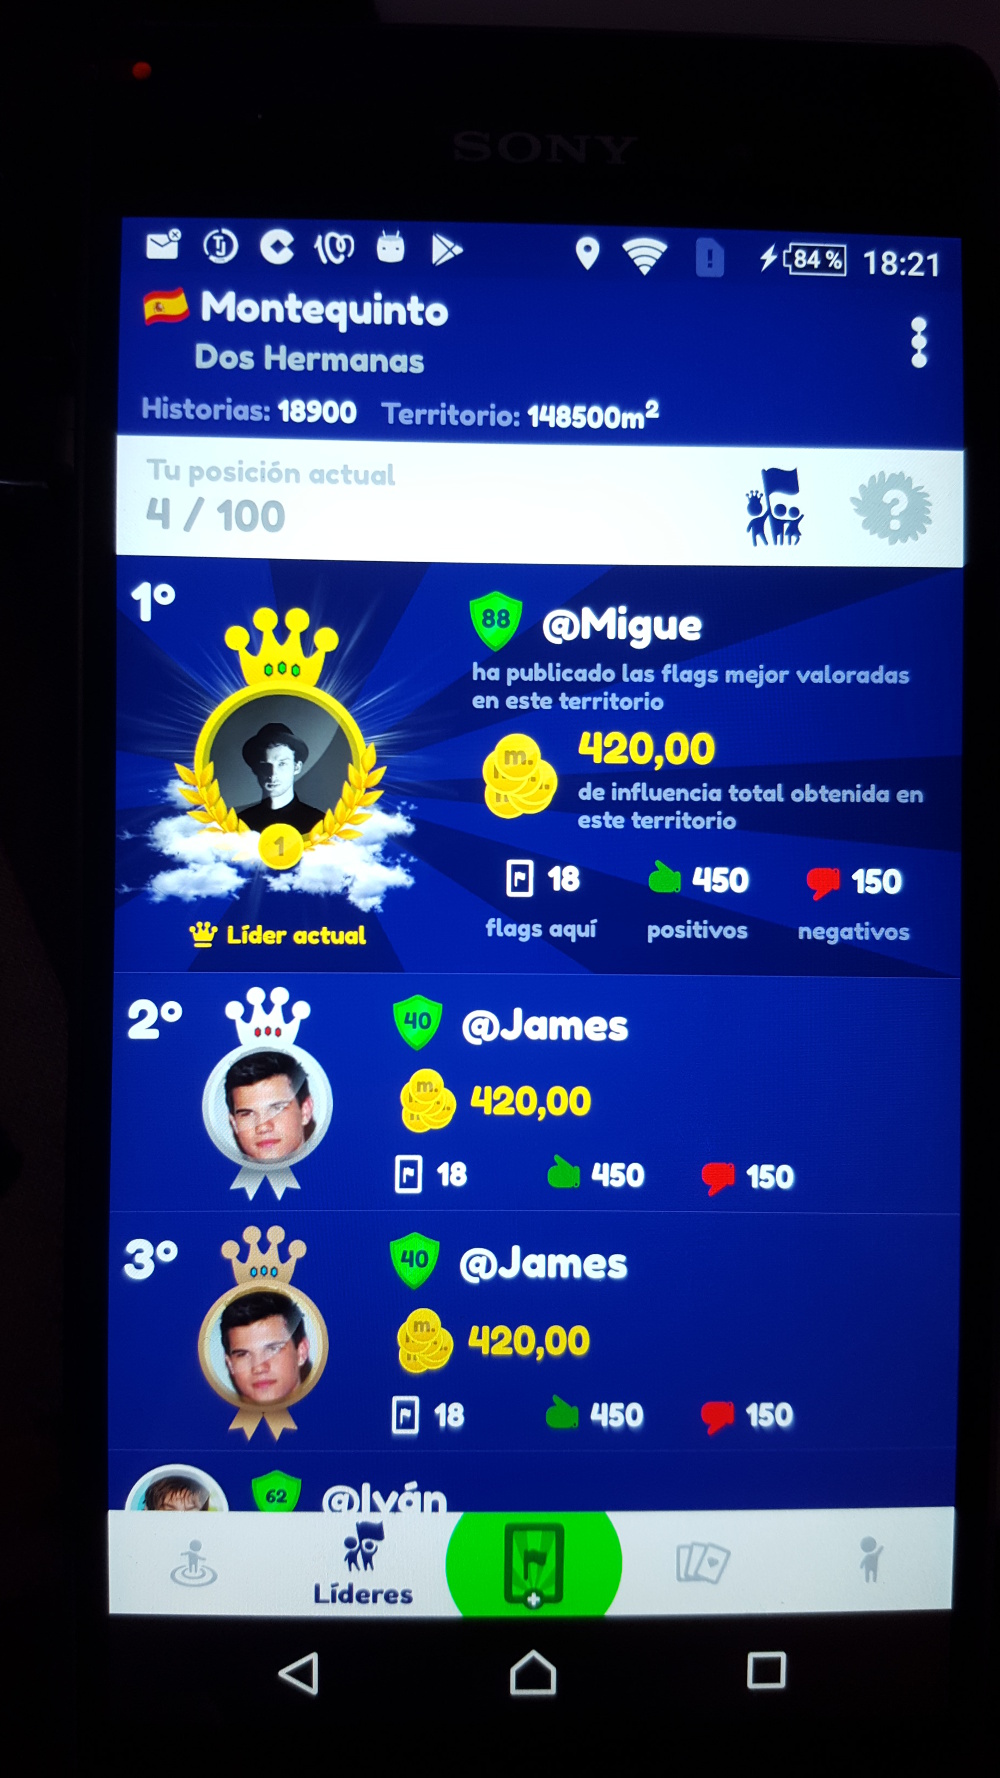 SONY
84 % 18:21
Montequinto
Dos Hermanas
Historias: 18900 Territorio: 148500m²
Tu posición actual
4 / 100
?
1º
88 @Migue
ha publicado las flags mejor valoradas
en este territorio
m. 420,00
de influencia total obtenida en
este territorio
1
18 450 150
flags aquí positivos negativos
Líder actual
2º
40 @James
m. 420,00
18 450 150
3º
40 @James
m. 420,00
18 450 150
62 @Iván
Líderes